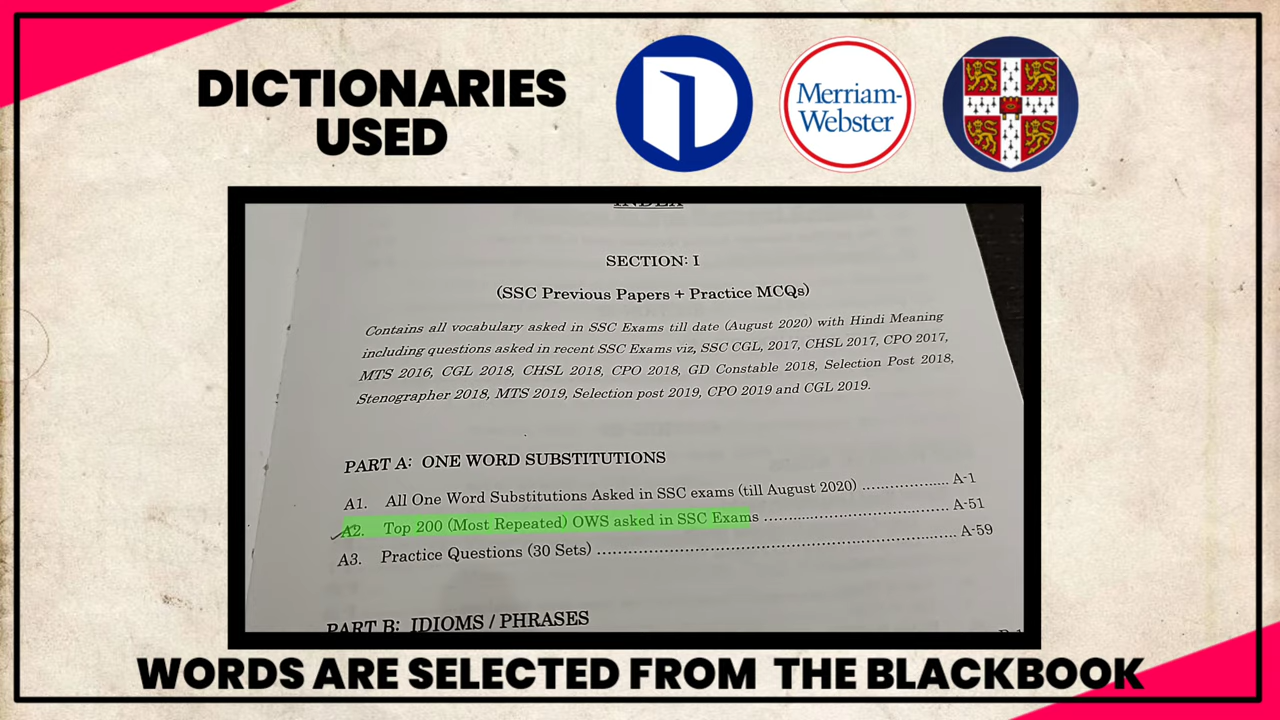 DICTIONARIES
USED
Merriam-
Webster
INDEX
SECTION: I
(SSC Previous Papers + Practice MCQs)
Contains all vocabulary asked in SSC Exams till date (August 2020) with Hindi Meaning
including questions asked in recent SSC Exams viz, SSC CGL, 2017, CHSL 2017, CPO 2017,
MTS 2016, CGL 2018, CHSL 2018, CPO 2018, GD Constable 2018, Selection Post 2018,
Stenographer 2018, MTS 2019, Selection post 2019, CPO 2019 and CGL 2019.
PART A: ONE WORD SUBSTITUTIONS
A1. All One Word Substitutions Asked in SSC exams (till August 2020) .................... A-1
A2. Top 200 (Most Repeated) OWS asked in SSC Exams ........................................ A-51
A3. Practice Questions (30 Sets) ........................................................................ A-59
PART B: IDIOMS / PHRASES
WORDS ARE SELECTED FROM THE BLACKBOOK